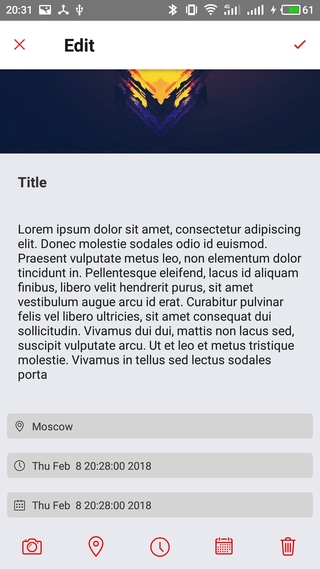 20:31
61
Edit
Title
Lorem ipsum dolor sit amet, consectetur adipiscing
elit. Donec molestie sodales odio id euismod.
Praesent vulputate metus leo, non elementum dolor
tincidunt in. Pellentesque eleifend, lacus id aliquam
finibus, libero velit hendrerit purus, sit amet
vestibulum augue arcu id erat. Curabitur pulvinar
felis vel libero ultricies, sit amet consequat dui
sollicitudin. Vivamus dui dui, mattis non lacus sed,
suscipit vulputate arcu. Ut et leo et metus tristique
molestie. Vivamus in tellus sed lectus sodales
porta
Moscow
Thu Feb  8 20:28:00 2018
Thu Feb  8 20:28:00 2018